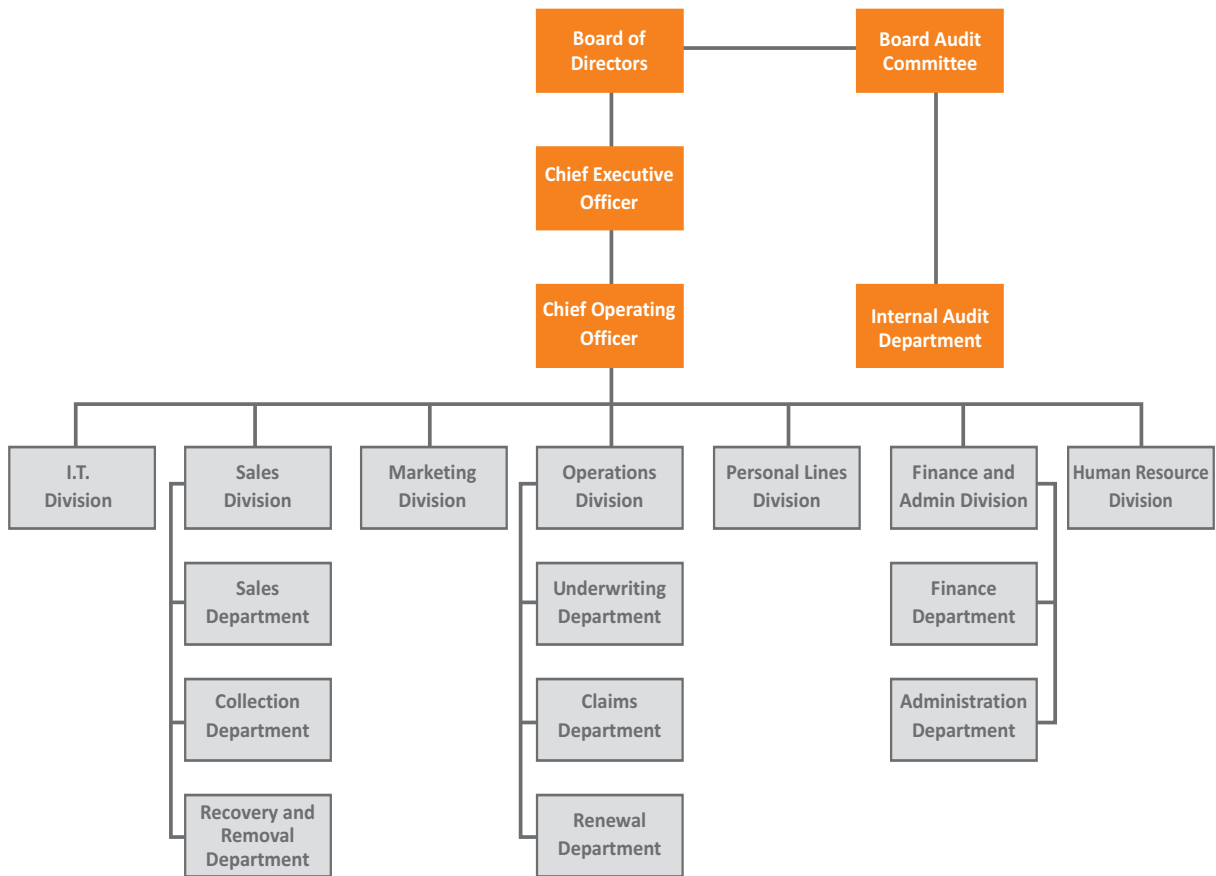 Board of
Directors
Board Audit
Committee
Chief Executive
Officer
Chief Operating
Officer
Internal Audit
Department
I.T.
Division
Sales
Division
Marketing
Division
Operations
Division
Personal Lines
Division
Finance and
Admin Division
Human Resource
Division
Sales
Department
Underwriting
Department
Finance
Department
Collection
Department
Claims
Department
Administration
Department
Recovery and
Removal
Department
Renewal
Department